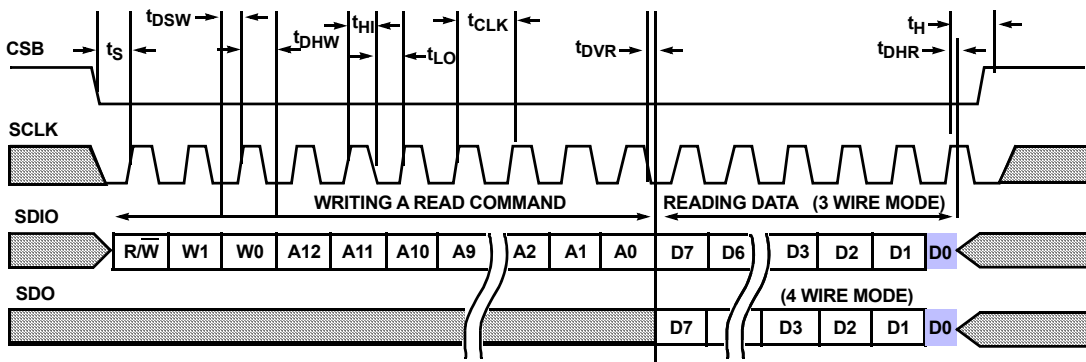 tDSW tHI tCLK tH
CSB tS tDHW tLO tDVR tDHR
SCLK
WRITING A READ COMMAND READING DATA (3 WIRE MODE)
SDIO
R/W̅ W1 W0 A12 A11 A10 A9 A2 A1 A0 D7 D6 D3 D2 D1 D0
SDO
(4 WIRE MODE)
D7 D3 D2 D1 D0